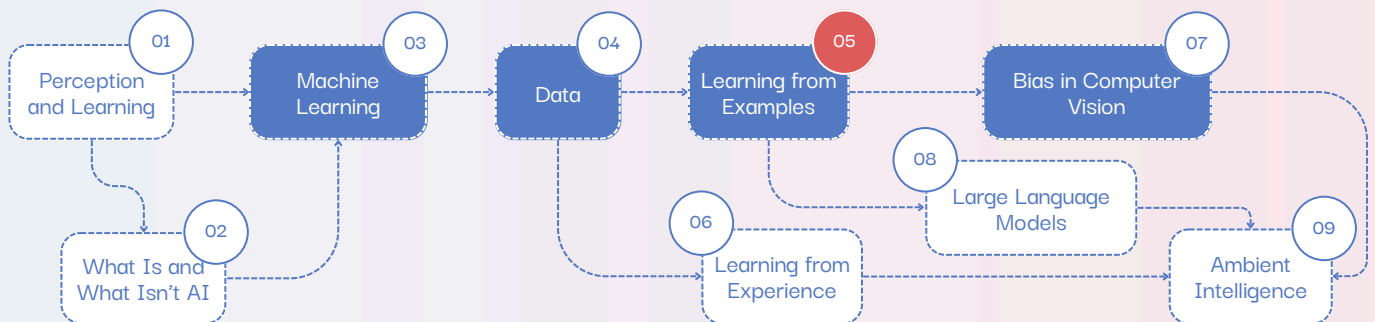 01
Perception
and Learning
02
What Is and
What Isn't AI
03
Machine
Learning
04
Data
05
Learning from
Examples
06
Learning from
Experience
07
Bias in Computer
Vision
08
Large Language
Models
09
Ambient
Intelligence